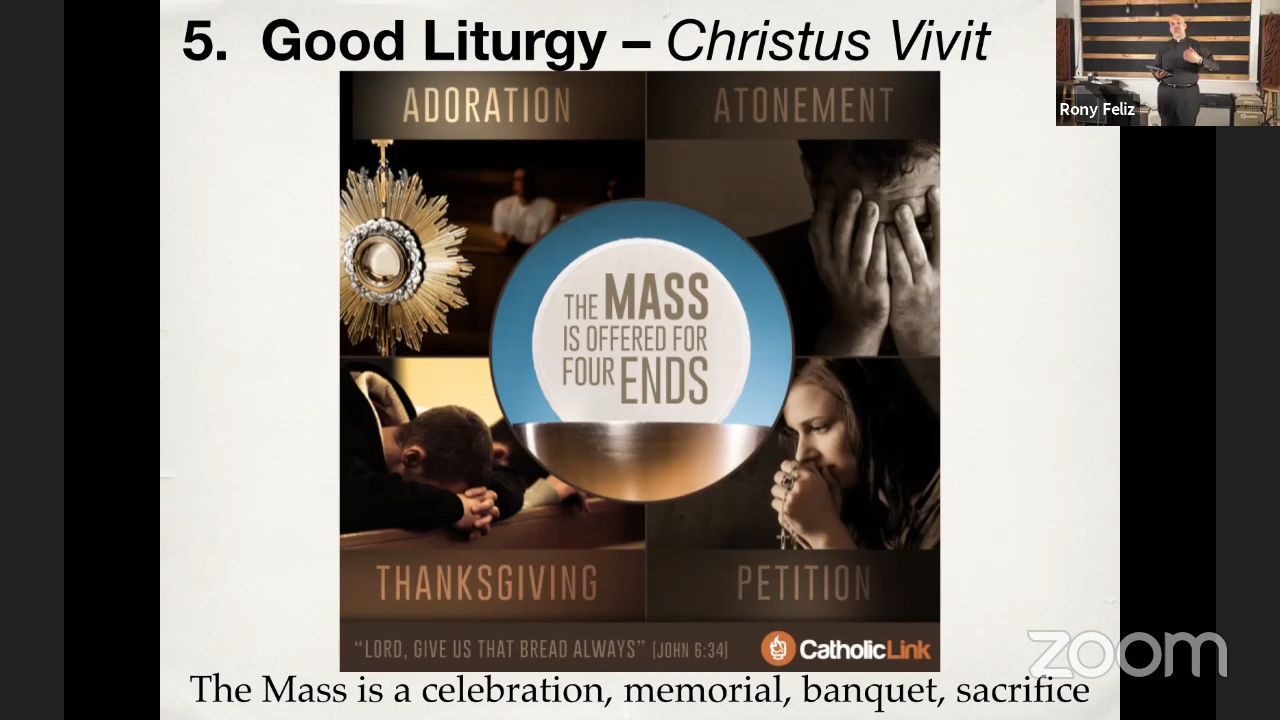 5. Good Liturgy – Christus Vivit
Rony Feliz
ADORATION
ATONEMENT
THE MASS
IS OFFERED FOR
FOUR ENDS
THANKSGIVING
PETITION
“LORD, GIVE US THAT BREAD ALWAYS” (JOHN 6:34)
CatholicLink
zoom
The Mass is a celebration, memorial, banquet, sacrifice